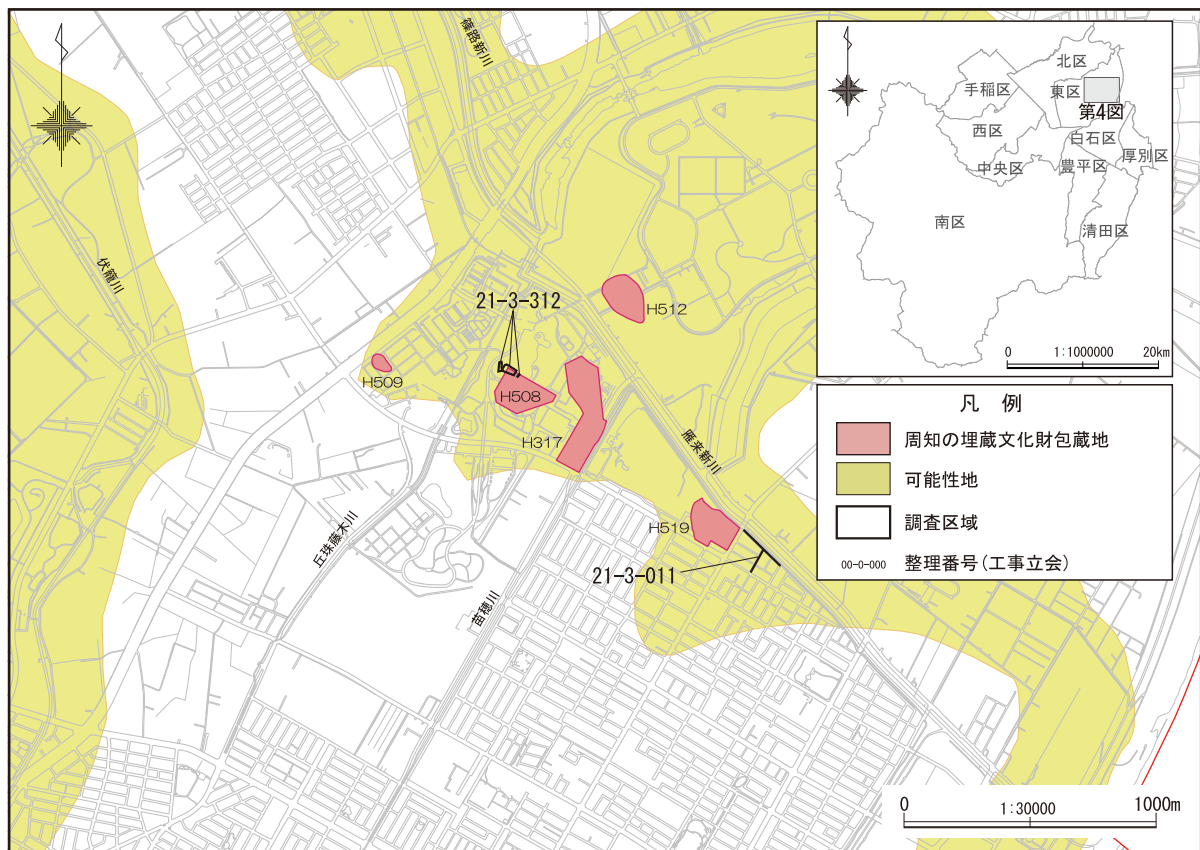 篠路新川
伏籠川
21-3-312
H512
H509
H508
H317
雁来新川
H519
21-3-011
丘珠藤木川
苗穂川
北区
手稲区
東区
第4図
西区
白石区
厚別区
中央区
豊平区
南区
清田区
0 1:1000000 20km
凡 例
周知の埋蔵文化財包蔵地
可能性地
調査区域
00-0-000 整理番号(工事立会)
0 1:30000 1000m